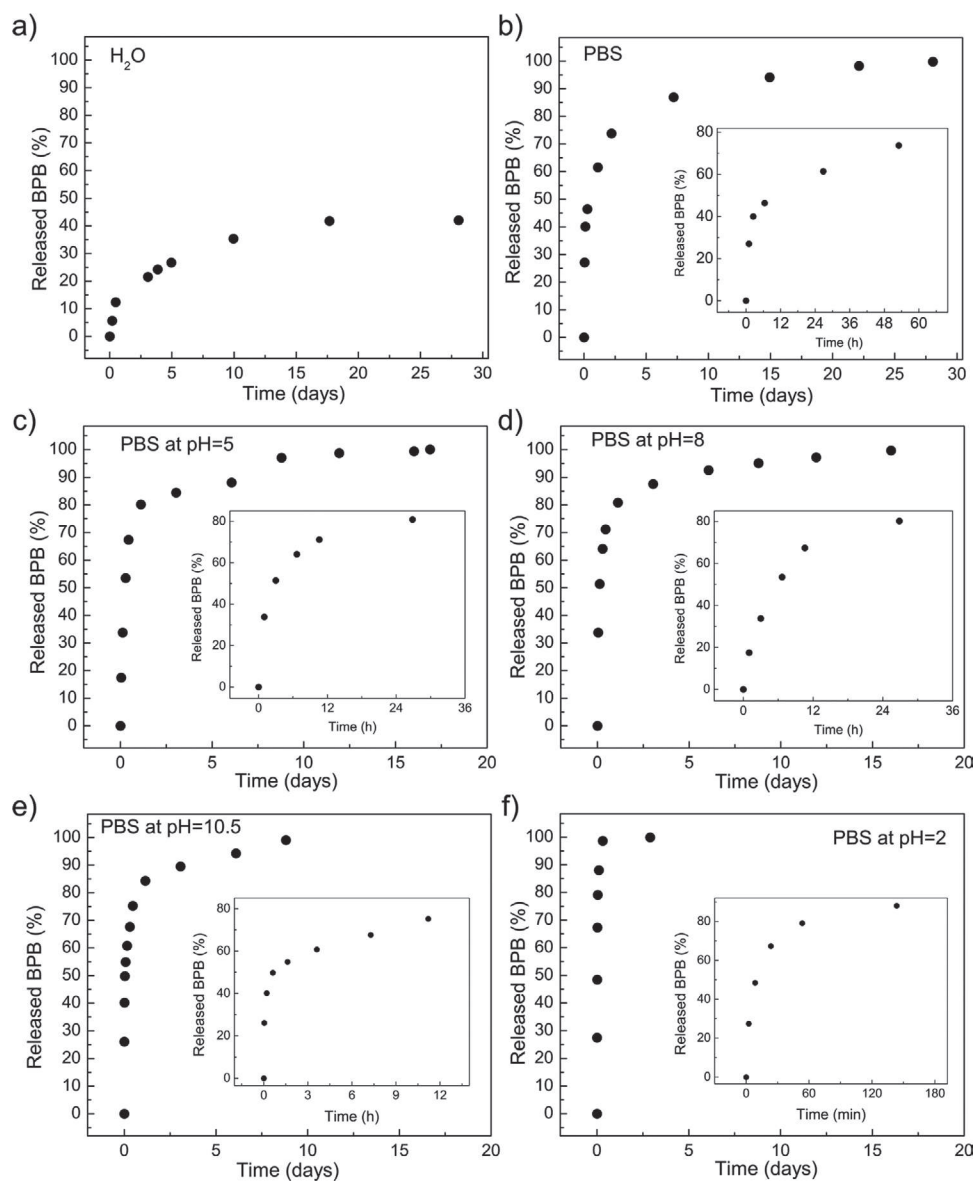 a)
H₂O
100
90
80
70
60
50
40
30
20
10
0
Released BPB (%)
0 5 10 15 20 25 30
Time (days)
b)
PBS
100
90
80
70
60
50
40
30
20
10
0
Released BPB (%)
0 5 10 15 20 25 30
Time (days)
80
60
40
20
0
Released BPB (%)
0 12 24 36 48 60
Time (h)
c)
PBS at pH=5
100
90
80
70
60
50
40
30
20
10
0
Released BPB (%)
0 5 10 15 20
Time (days)
80
60
40
20
0
Released BPB (%)
0 12 24 36
Time (h)
d)
PBS at pH=8
100
90
80
70
60
50
40
30
20
10
0
Released BPB (%)
0 5 10 15 20
Time (days)
80
60
40
20
0
Released BPB (%)
0 12 24 36
Time (h)
e)
PBS at pH=10.5
100
90
80
70
60
50
40
30
20
10
0
Released BPB (%)
0 5 10 15 20
Time (days)
80
60
40
20
0
Released BPB (%)
0 3 6 9 12
Time (h)
f)
PBS at pH=2
100
90
80
70
60
50
40
30
20
10
0
Released BPB (%)
0 5 10 15 20
Time (days)
80
60
40
20
0
Released BPB (%)
0 60 120 180
Time (min)